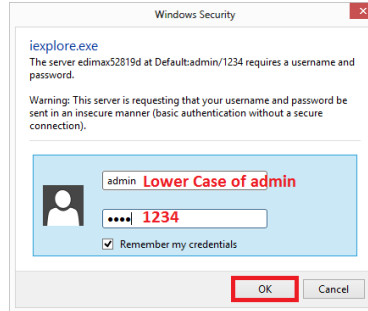 Windows Security
iexplore.exe
The server edimax52819d at Default:admin/1234 requires a username and
password.
Warning: This server is requesting that your username and password be
sent in an insecure manner (basic authentication without a secure
connection).
admin Lower Case of admin
•••• 1234
Remember my credentials
OK Cancel